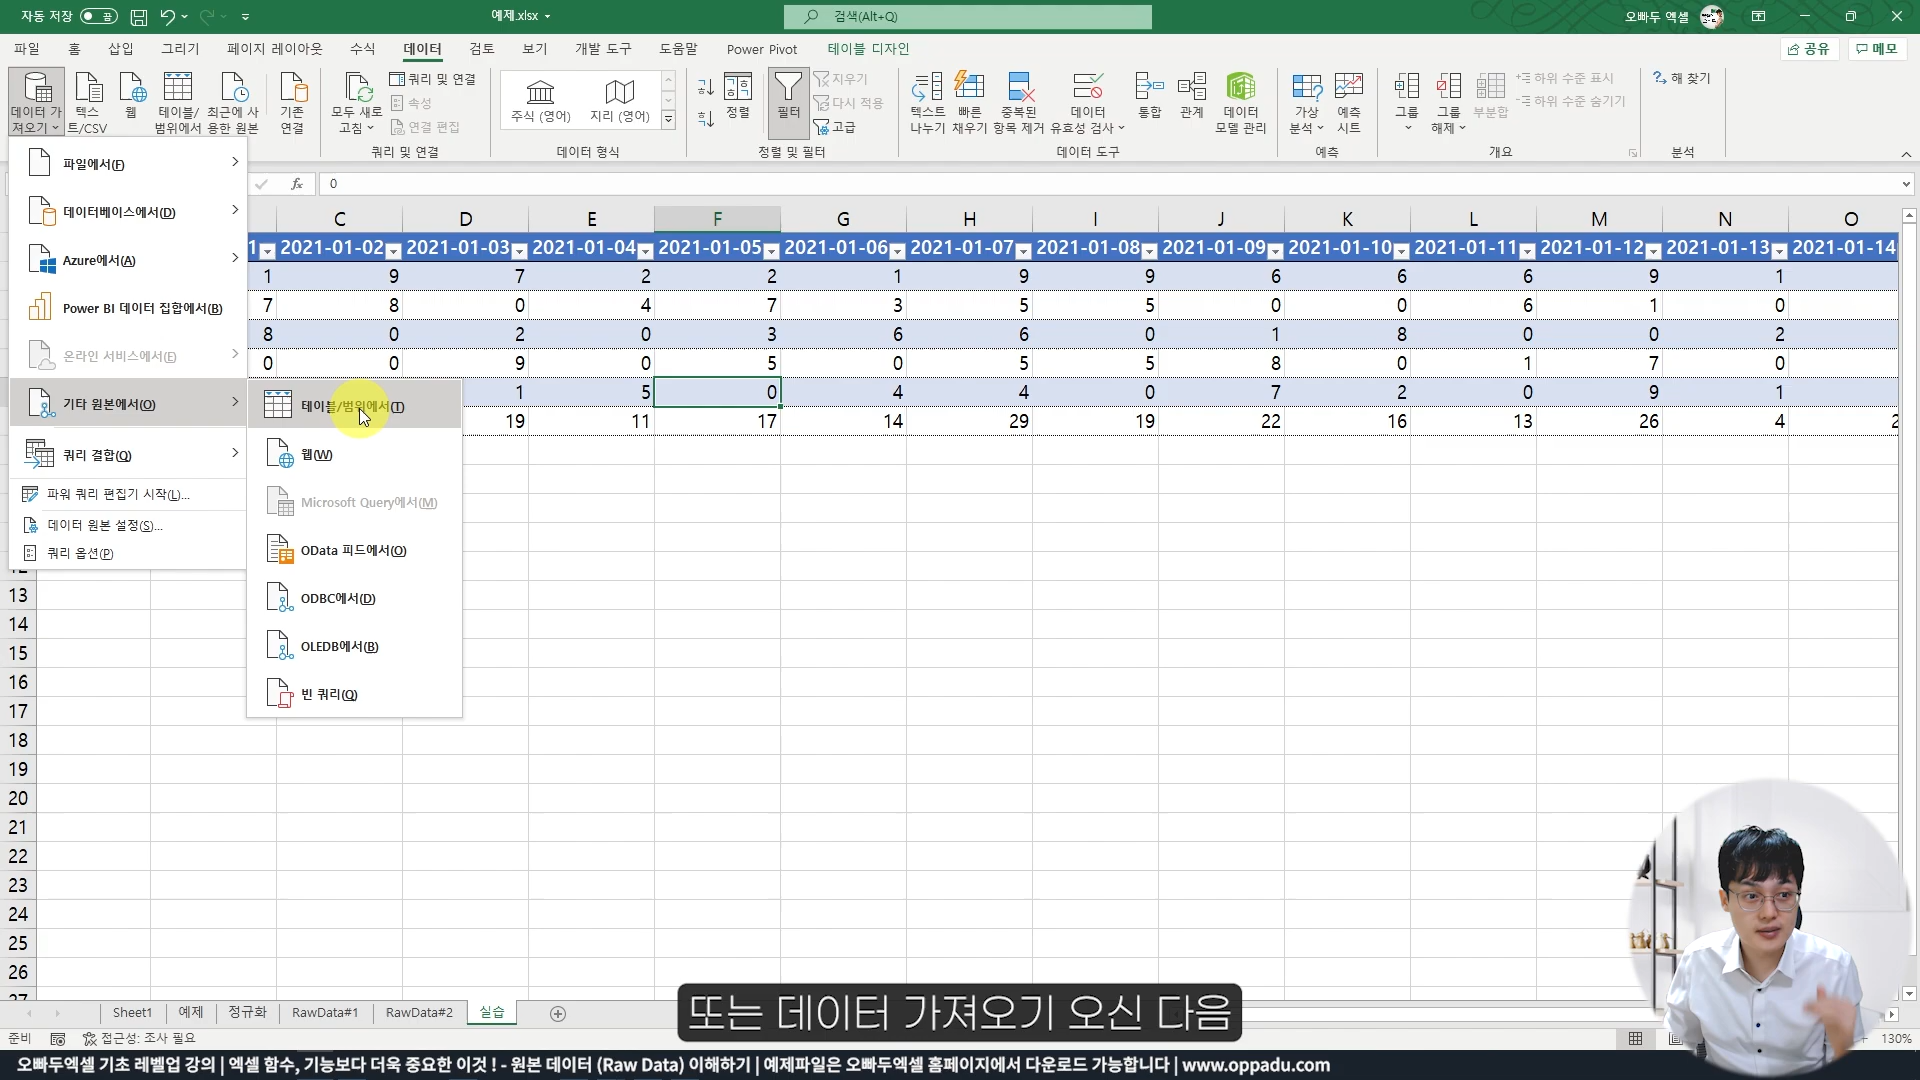 자동 저장 끔
예제.xlsx
검색(Alt+Q)
오빠두 엑셀
파일 홈 삽입 그리기 페이지 레이아웃 수식 데이터 검토 보기 개발 도구 도움말 Power Pivot 테이블 디자인
공유 메모
데이터 가져오기
텍스트/CSV
웹
테이블/범위에서
최근에 사용한 원본
기존 연결
모두 새로 고침
쿼리 및 연결
속성
연결 편집
쿼리 및 연결
주식 (영어) 지리 (영어)
데이터 형식
정렬
필터
지우기
다시 적용
고급
정렬 및 필터
텍스트 나누기
빠른 채우기
중복된 항목 제거
데이터 유효성 검사
통합
관계
데이터 모델 관리
데이터 도구
가상 분석
예측 시트
예측
그룹
그룹 해제
부분합
하위 수준 표시
하위 수준 숨기기
개요
해 찾기
분석
fx 0
파일에서(F)
데이터베이스에서(D)
Azure에서(A)
Power BI 데이터 집합에서(B)
온라인 서비스에서(E)
기타 원본에서(O)
쿼리 결합(Q)
파워 쿼리 편집기 시작(L)...
데이터 원본 설정(S)...
쿼리 옵션(P)
테이블/범위에서(T)
웹(W)
Microsoft Query에서(M)
OData 피드에서(O)
ODBC에서(D)
OLEDB에서(B)
빈 쿼리(Q)
C D E F G H I J K L M N O
1 2021-01-02 2021-01-03 2021-01-04 2021-01-05 2021-01-06 2021-01-07 2021-01-08 2021-01-09 2021-01-10 2021-01-11 2021-01-12 2021-01-13 2021-01-14
1 9 7 2 2 1 9 9 6 6 6 9 1
7 8 0 4 7 3 5 5 0 0 6 1 0
8 0 2 0 3 6 6 0 1 8 0 0 2
0 0 9 0 5 0 5 5 8 0 1 7 0
1 5 0 4 4 0 7 2 0 9 1
19 11 17 14 29 19 22 16 13 26 4 2
13
14
15
16
17
18
19
20
21
22
23
24
25
26
27
Sheet1 예제 정규화 RawData#1 RawData#2 실습
또는 데이터 가져오기 오신 다음
준비 접근성: 조사 필요
130%
오빠두엑셀 기초 레벨업 강의 | 엑셀 함수, 기능보다 더욱 중요한 이것 ! - 원본 데이터 (Raw Data) 이해하기 | 예제파일은 오빠두엑셀 홈페이지에서 다운로드 가능합니다 | www.oppadu.com